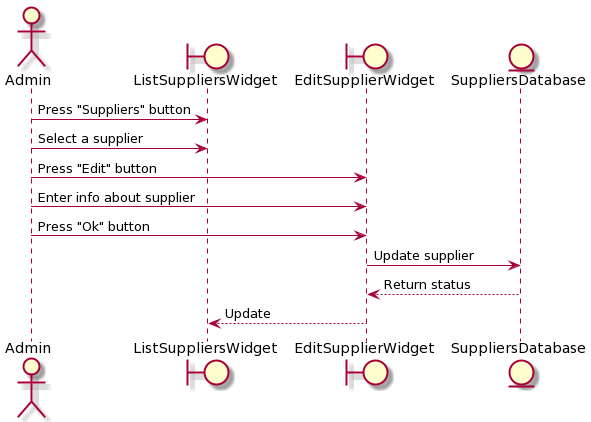 Admin ListSuppliersWidget EditSupplierWidget SuppliersDatabase
Press "Suppliers" button
Select a supplier
Press "Edit" button
Enter info about supplier
Press "Ok" button
Update supplier
Return status
Update
Admin ListSuppliersWidget EditSupplierWidget SuppliersDatabase